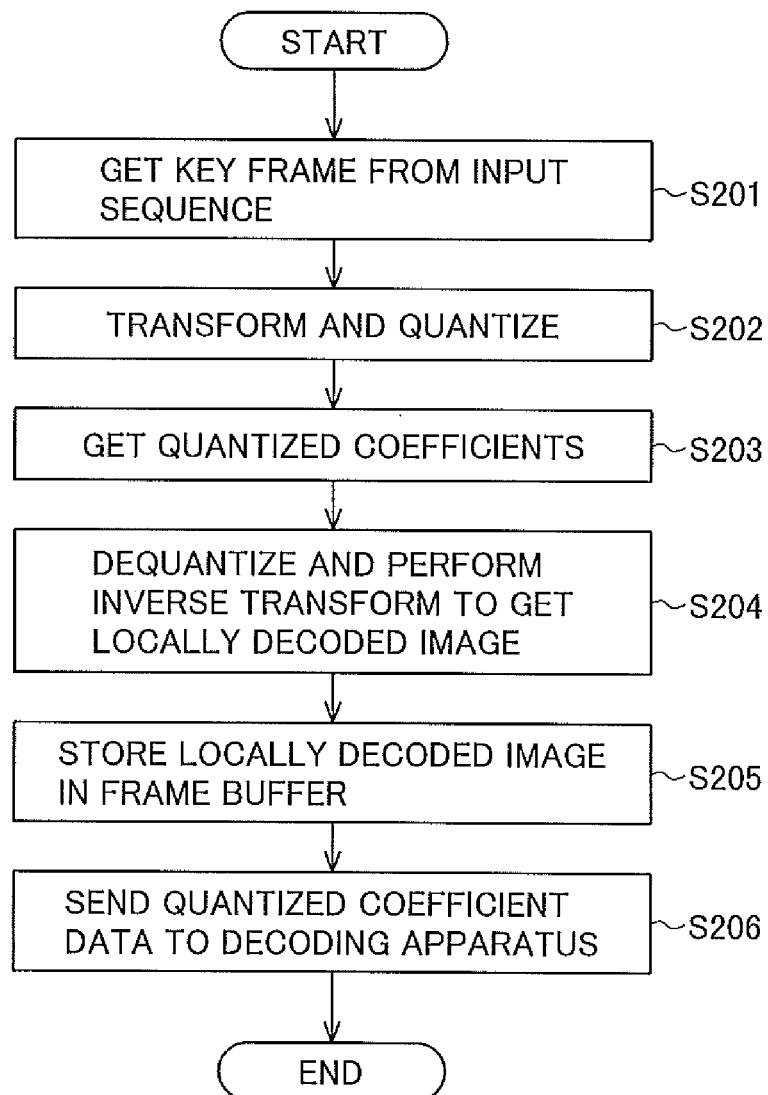 START
GET KEY FRAME FROM INPUT
SEQUENCE
S201
TRANSFORM AND QUANTIZE
S202
GET QUANTIZED COEFFICIENTS
S203
DEQUANTIZE AND PERFORM
INVERSE TRANSFORM TO GET
LOCALLY DECODED IMAGE
S204
STORE LOCALLY DECODED IMAGE
IN FRAME BUFFER
S205
SEND QUANTIZED COEFFICIENT
DATA TO DECODING APPARATUS
S206
END